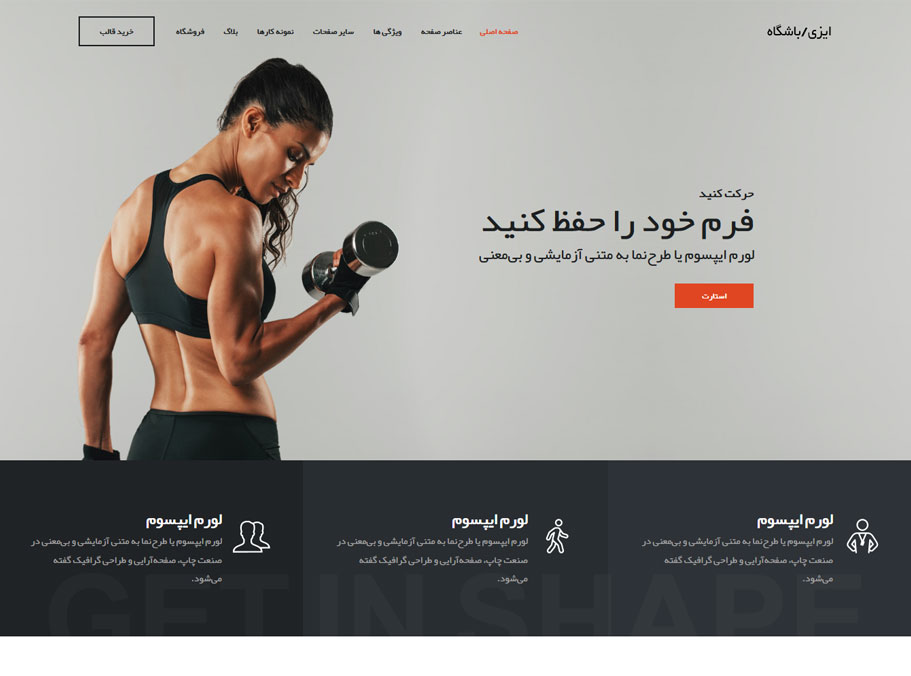 ایزی/باشگاه
صفحه اصلی
عناصر صفحه
ویژگی ها
سایر صفحات
نمونه کارها
بلاگ
فروشگاه
خرید قالب
حرکت کنید
فرم خود را حفظ کنید
لورم ایپسوم یا طرح‌نما به متنی آزمایشی و بی‌معنی
استارت
لورم ایپسوم
لورم ایپسوم یا طرح‌نما به متنی آزمایشی و بی‌معنی در
صنعت چاپ، صفحه‌آرایی و طراحی گرافیک گفته
می‌شود.
لورم ایپسوم
لورم ایپسوم یا طرح‌نما به متنی آزمایشی و بی‌معنی در
صنعت چاپ، صفحه‌آرایی و طراحی گرافیک گفته
می‌شود.
لورم ایپسوم
لورم ایپسوم یا طرح‌نما به متنی آزمایشی و بی‌معنی در
صنعت چاپ، صفحه‌آرایی و طراحی گرافیک گفته
می‌شود.
GET IN SHAPE